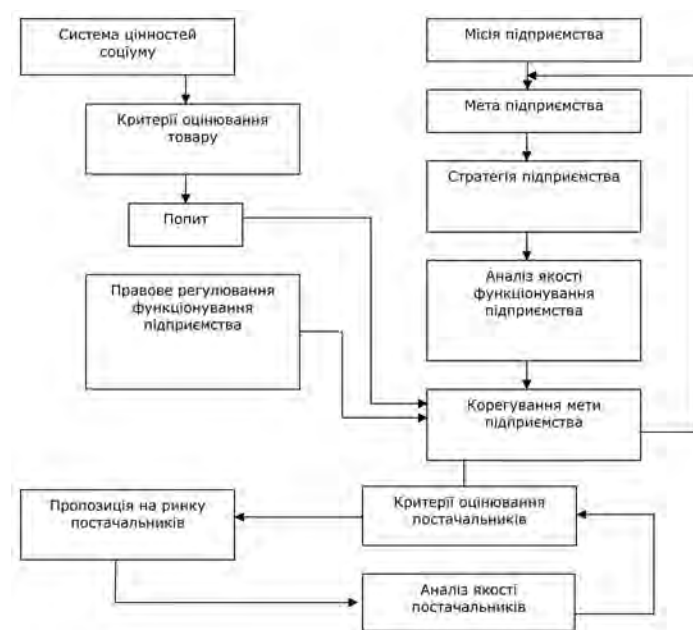 Система цінностей
соціуму
Критерії оцінювання
товару
Попит
Правове регулювання
функціонування
підприємства
Місія підприємства
Мета підприємства
Стратегія підприємства
Аналіз якості
функціонування
підприємства
Корегування мети
підприємства
Критерії оцінювання
постачальників
Пропозиція на ринку
постачальників
Аналіз якості
постачальників